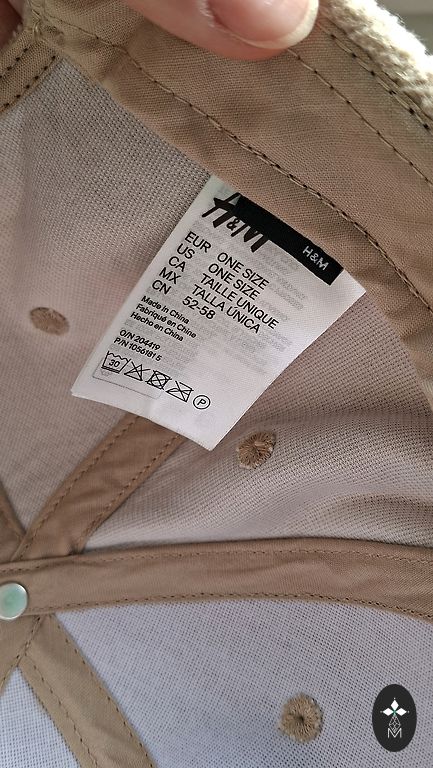 H&M
H&M
EUR ONE SIZE
US ONE SIZE
CA TAILLE UNIQUE
MX TALLA ÚNICA
CN 52-58
Made in China
Fabriqué en Chine
Hecho en China
O/N 204419
P/N 1056181 5
30
P